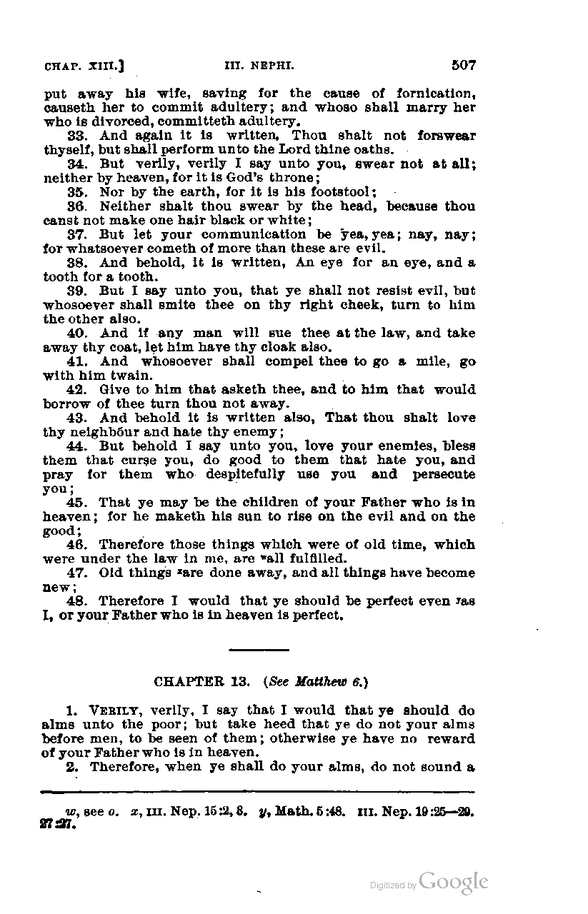 CHAP. XIII.] III. NEPHI. 507
put away his wife, saving for the cause of fornication,
causeth her to commit adultery; and whoso shall marry her
who is divorced, committeth adultery.
33. And again it is written, Thou shalt not forswear
thyself, but shall perform unto the Lord thine oaths.
34. But verily, verily I say unto you, swear not at all;
neither by heaven, for it is God's throne;
35. Nor by the earth, for it is his footstool;
36. Neither shalt thou swear by the head, because thou
canst not make one hair black or white;
37. But let your communication be yea, yea; nay, nay;
for whatsoever cometh of more than these are evil.
38. And behold, it is written, An eye for an eye, and a
tooth for a tooth.
39. But I say unto you, that ye shall not resist evil, but
whosoever shall smite thee on thy right cheek, turn to him
the other also.
40. And if any man will sue thee at the law, and take
away thy coat, let him have thy cloak also.
41. And whosoever shall compel thee to go a mile, go
with him twain.
42. Give to him that asketh thee, and to him that would
borrow of thee turn thou not away.
43. And behold it is written also, That thou shalt love
thy neighbour and hate thy enemy;
44. But behold I say unto you, love your enemies, bless
them that curse you, do good to them that hate you, and
pray for them who despitefully use you and persecute
you;
45. That ye may be the children of your Father who is in
heaven; for he maketh his sun to rise on the evil and on the
good;
46. Therefore those things which were of old time, which
were under the law in me, are ʷall fulfilled.
47. Old things ˣare done away, and all things have become
new;
48. Therefore I would that ye should be perfect even ʸas
I, or your Father who is in heaven is perfect.
CHAPTER 13. (See Matthew 6.)
1. VERILY, verily, I say that I would that ye should do
alms unto the poor; but take heed that ye do not your alms
before men, to be seen of them; otherwise ye have no reward
of your Father who is in heaven.
2. Therefore, when ye shall do your alms, do not sound a
w, see o. x, III. Nep. 15:2, 8. y, Math. 5:48. III. Nep. 19:25—29.
27:27.
Digitized by Google